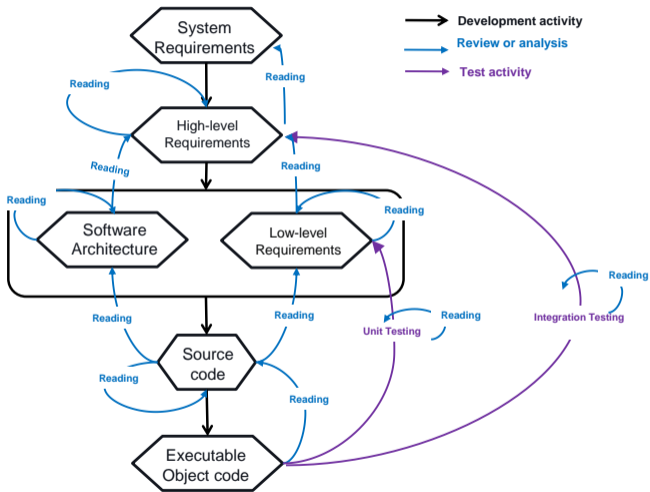 System
Requirements
Development activity
Review or analysis
Test activity
Reading
Reading
High-level
Requirements
Reading
Reading
Reading
Reading
Software
Architecture
Low-level
Requirements
Reading
Reading
Reading
Unit Testing
Reading
Integration Testing
Source
code
Reading
Reading
Executable
Object code